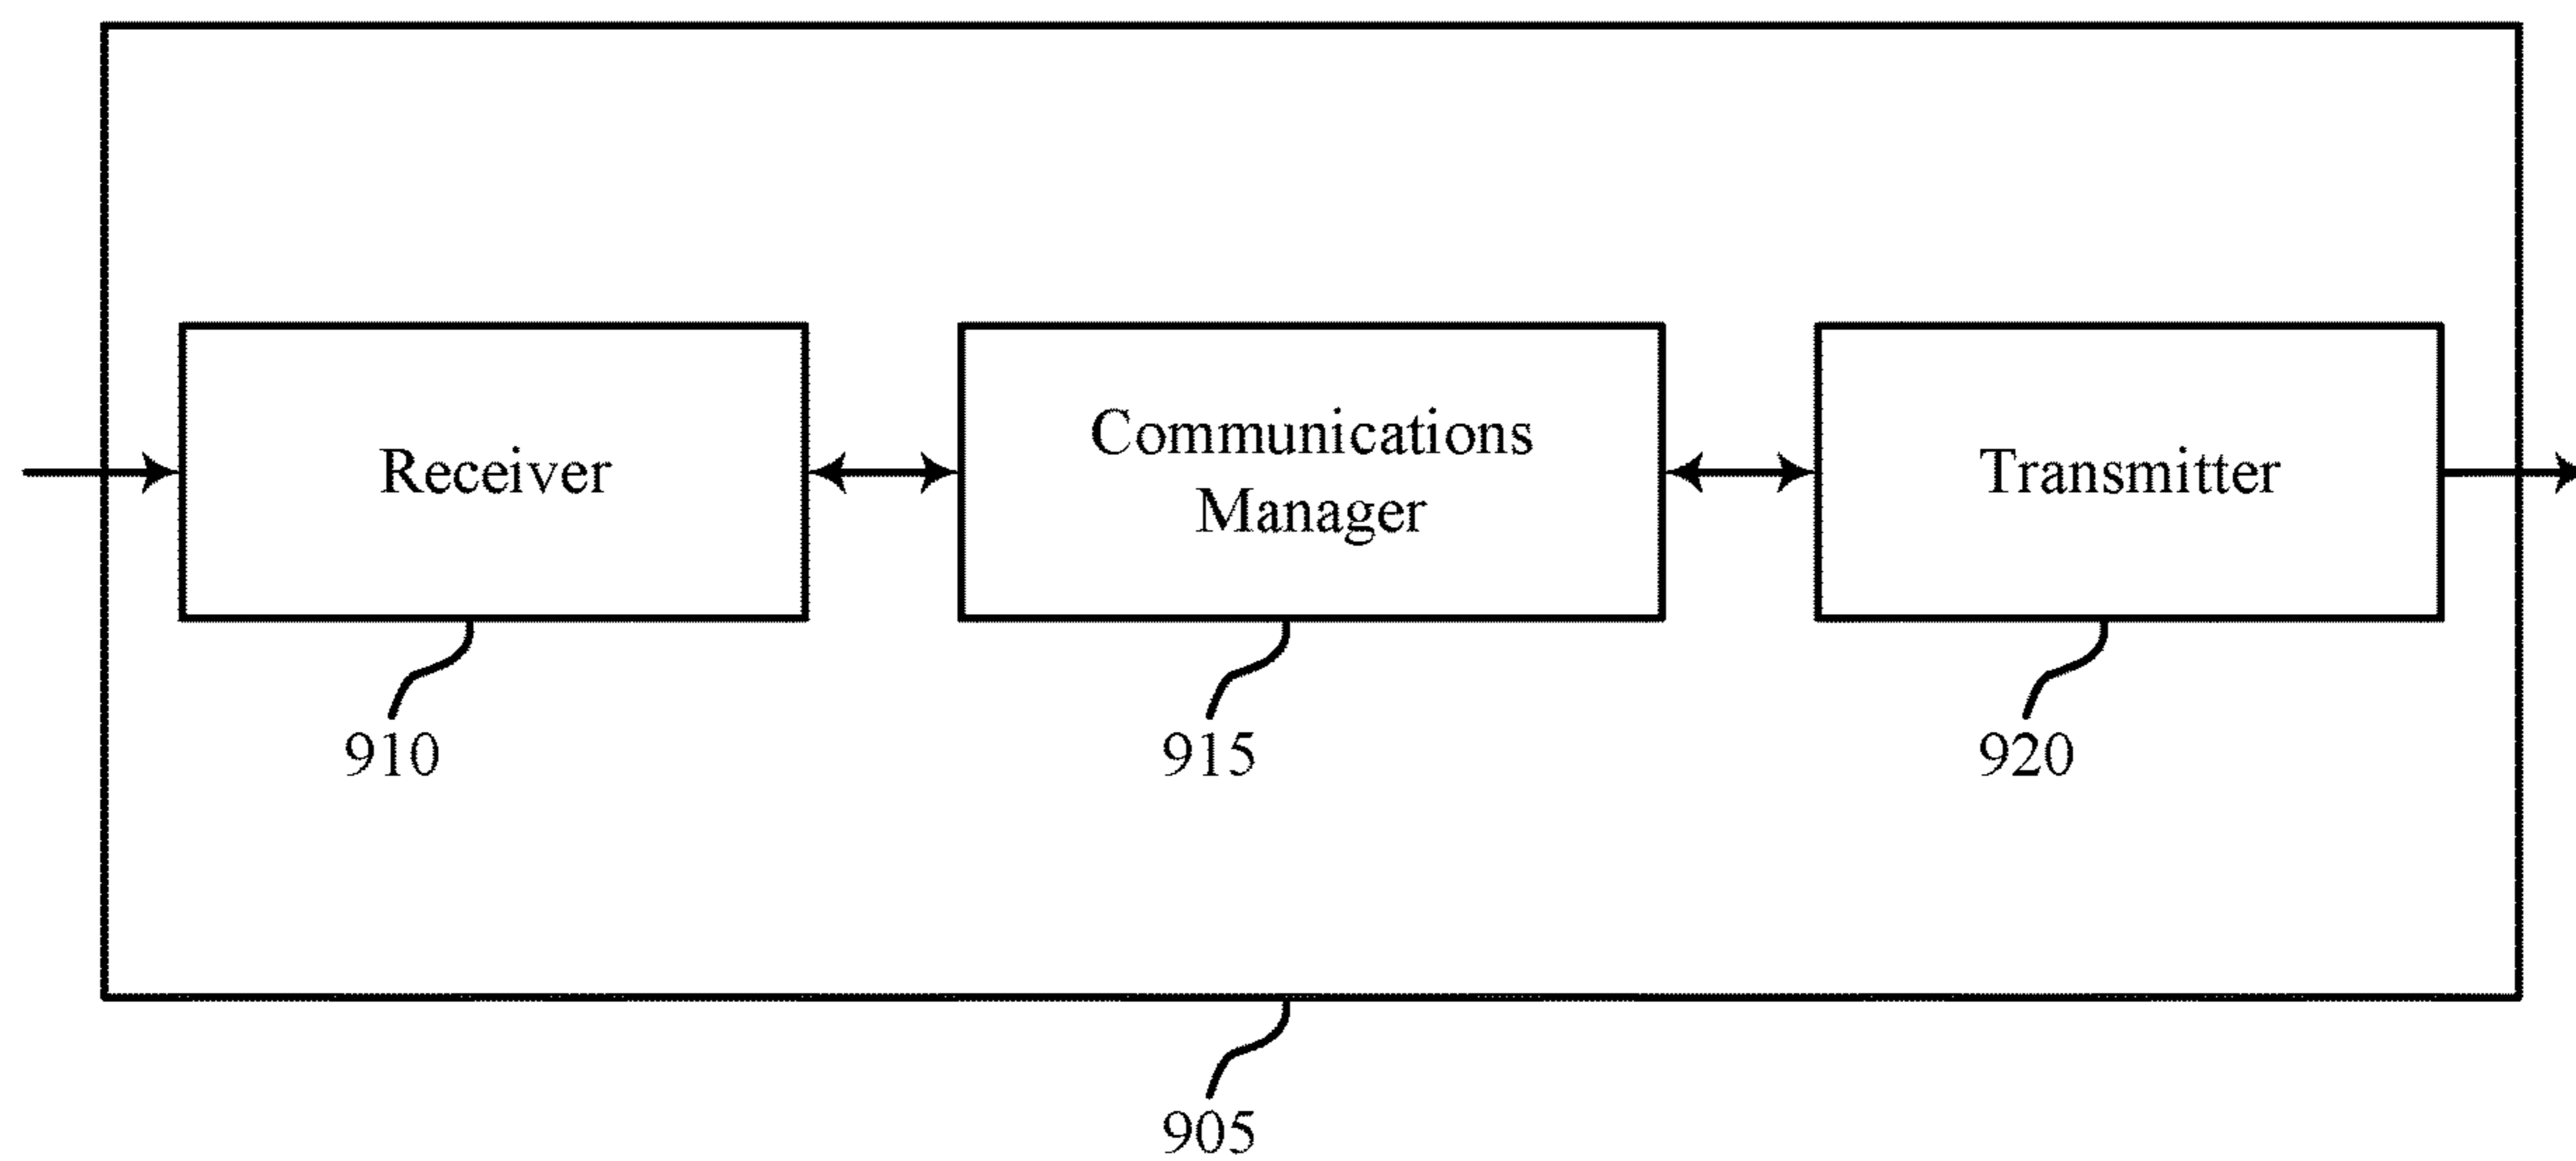 Receiver
Communications
Manager
Transmitter
910
915
920
905